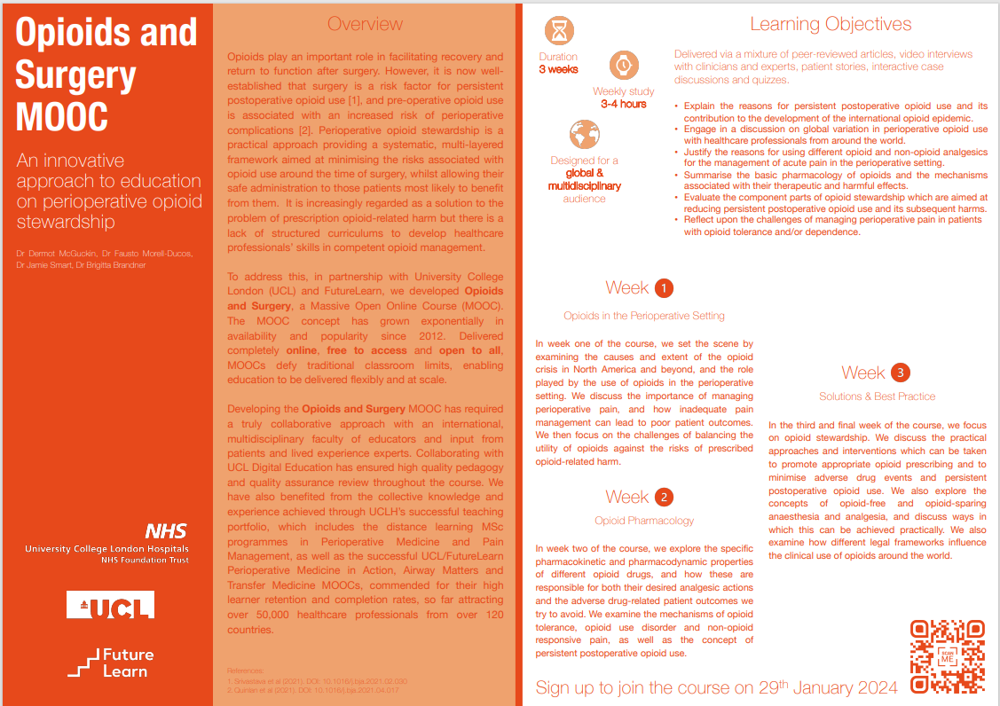 Opioids and
Surgery
MOOC
An innovative
approach to education
on perioperative opioid
stewardship
Dr Dermot McGuckin, Dr Fausto Morell-Ducos,
Dr Jamie Smart, Dr Brigitta Brandner
NHS
University College London Hospitals
NHS Foundation Trust
UCL
Future
Learn
Overview
Opioids play an important role in facilitating recovery and
return to function after surgery. However, it is now well-
established that surgery is a risk factor for persistent
postoperative opioid use [1], and pre-operative opioid use
is associated with an increased risk of perioperative
complications [2]. Perioperative opioid stewardship is a
practical approach providing a systematic, multi-layered
framework aimed at minimising the risks associated with
opioid use around the time of surgery, whilst allowing their
safe administration to those patients most likely to benefit
from them. It is increasingly regarded as a solution to the
problem of prescription opioid-related harm but there is a
lack of structured curriculums to develop healthcare
professionals' skills in competent opioid management.
To address this, in partnership with University College
London (UCL) and FutureLearn, we developed Opioids
and Surgery, a Massive Open Online Course (MOOC).
The MOOC concept has grown exponentially in
availability and popularity since 2012. Delivered
completely online, free to access and open to all,
MOOCs defy traditional classroom limits, enabling
education to be delivered flexibly and at scale.
Developing the Opioids and Surgery MOOC has required
a truly collaborative approach with an international,
multidisciplinary faculty of educators and input from
patients and lived experience experts. Collaborating with
UCL Digital Education has ensured high quality pedagogy
and quality assurance review throughout the course. We
have also benefited from the collective knowledge and
experience achieved through UCLH's successful teaching
portfolio, which includes the distance learning MSc
programmes in Perioperative Medicine and Pain
Management, as well as the successful UCL/FutureLearn
Perioperative Medicine in Action, Airway Matters and
Transfer Medicine MOOCs, commended for their high
learner retention and completion rates, so far attracting
over 50,000 healthcare professionals from over 120
countries.
References:
1. Srivastava et al (2021). DOI: 10.1016/j.bja.2021.02.030
2. Quinlan et al (2021). DOI: 10.1016/j.bja.2021.04.017
Duration
3 weeks
Weekly study
3-4 hours
Designed for a
global &
multidisciplinary
audience
Learning Objectives
Delivered via a mixture of peer-reviewed articles, video interviews
with clinicians and experts, patient stories, interactive case
discussions and quizzes.
• Explain the reasons for persistent postoperative opioid use and its
contribution to the development of the international opioid epidemic.
• Engage in a discussion on global variation in perioperative opioid use
with healthcare professionals from around the world.
• Justify the reasons for using different opioid and non-opioid analgesics
for the management of acute pain in the perioperative setting.
• Summarise the basic pharmacology of opioids and the mechanisms
associated with their therapeutic and harmful effects.
• Evaluate the component parts of opioid stewardship which are aimed at
reducing persistent postoperative opioid use and its subsequent harms.
• Reflect upon the challenges of managing perioperative pain in patients
with opioid tolerance and/or dependence.
Week 1
Opioids in the Perioperative Setting
In week one of the course, we set the scene by
examining the causes and extent of the opioid
crisis in North America and beyond, and the role
played by the use of opioids in the perioperative
setting. We discuss the importance of managing
perioperative pain, and how inadequate pain
management can lead to poor patient outcomes.
We then focus on the challenges of balancing the
utility of opioids against the risks of prescribed
opioid-related harm.
Week 2
Opioid Pharmacology
In week two of the course, we explore the specific
pharmacokinetic and pharmacodynamic properties
of different opioid drugs, and how these are
responsible for both their desired analgesic actions
and the adverse drug-related patient outcomes we
try to avoid. We examine the mechanisms of opioid
tolerance, opioid use disorder and non-opioid
responsive pain, as well as the concept of
persistent postoperative opioid use.
Week 3
Solutions & Best Practice
In the third and final week of the course, we focus
on opioid stewardship. We discuss the practical
approaches and interventions which can be taken
to promote appropriate opioid prescribing and to
minimise adverse drug events and persistent
postoperative opioid use. We also explore the
concepts of opioid-free and opioid-sparing
anaesthesia and analgesia, and discuss ways in
which this can be achieved practically. We also
examine how different legal frameworks influence
the clinical use of opioids around the world.
Sign up to join the course on 29th January 2024
SCAN
ME